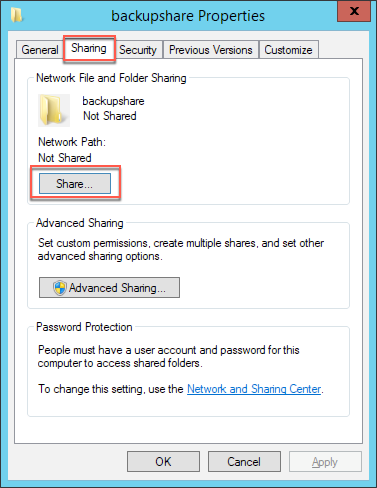 backupshare Properties
General Sharing Security Previous Versions Customize
Network File and Folder Sharing
backupshare
Not Shared
Network Path:
Not Shared
Share...
Advanced Sharing
Set custom permissions, create multiple shares, and set other
advanced sharing options.
Advanced Sharing...
Password Protection
People must have a user account and password for this
computer to access shared folders.
To change this setting, use the Network and Sharing Center.
OK Cancel Apply